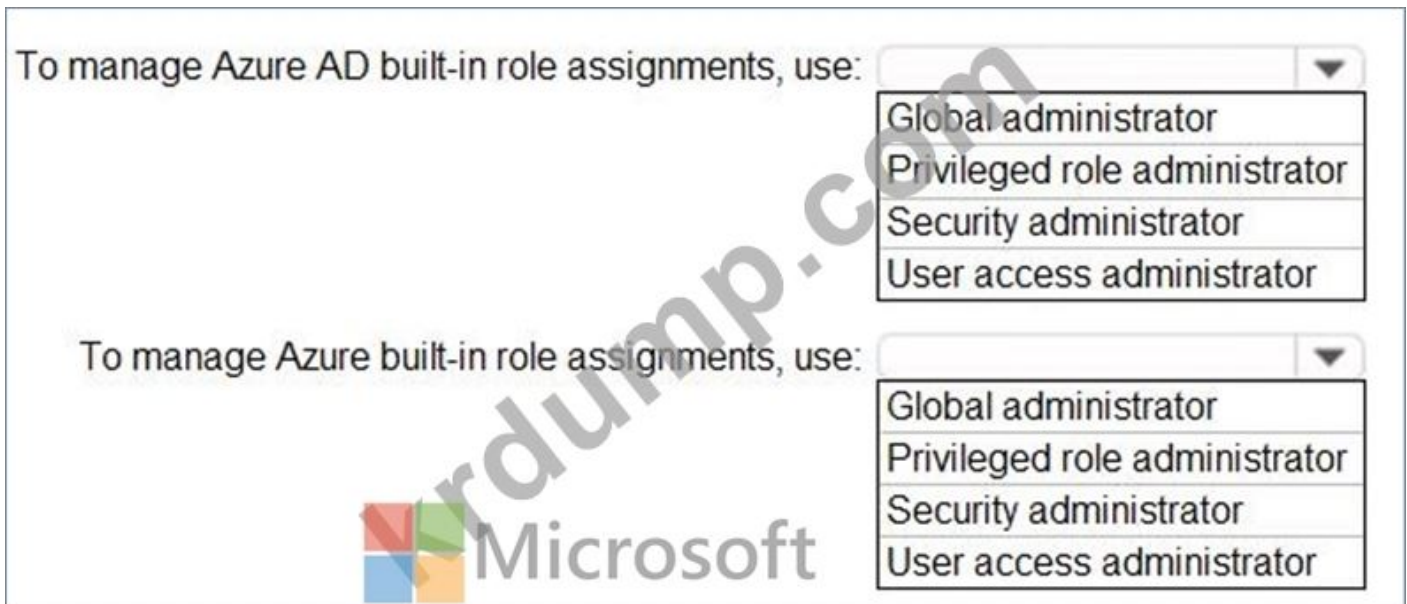 To manage Azure AD built-in role assignments, use:
Global administrator
Privileged role administrator
Security administrator
User access administrator
To manage Azure built-in role assignments, use:
Global administrator
Privileged role administrator
Security administrator
User access administrator
vrdump.com
Microsoft